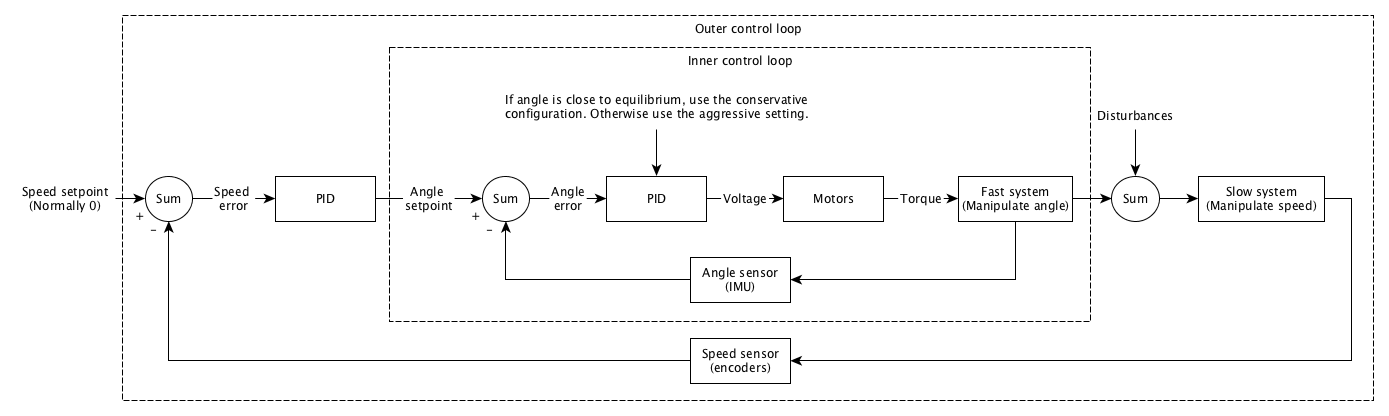 Outer control loop
Inner control loop
If angle is close to equilibrium, use the conservative
configuration. Otherwise use the aggressive setting.
Disturbances
Speed setpoint
(Normally 0)
Sum
+
–
Speed
error
PID
Angle
setpoint
Sum
+
–
Angle
error
PID
Voltage
Motors
Torque
Fast system
(Manipulate angle)
Sum
Slow system
(Manipulate speed)
Angle sensor
(IMU)
Speed sensor
(encoders)